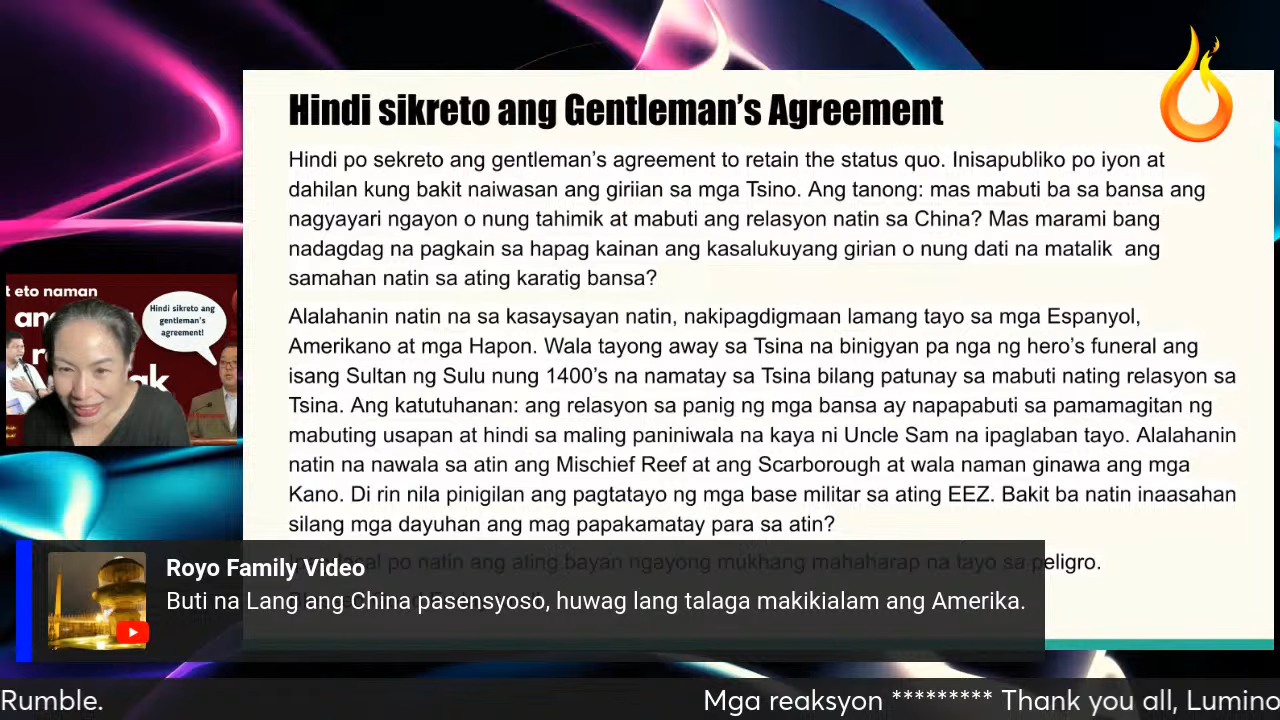 Hindi sikreto ang Gentleman's Agreement
Hindi po sekreto ang gentleman's agreement to retain the status quo. Inisapubliko po iyon at
dahilan kung bakit naiwasan ang giriian sa mga Tsino. Ang tanong: mas mabuti ba sa bansa ang
nagyayari ngayon o nung tahimik at mabuti ang relasyon natin sa China? Mas marami bang
nadagdag na pagkain sa hapag kainan ang kasalukuyang girian o nung dati na matalik ang
samahan natin sa ating karatig bansa?
Alalahanin natin na sa kasaysayan natin, nakipagdigmaan lamang tayo sa mga Espanyol,
Amerikano at mga Hapon. Wala tayong away sa Tsina na binigyan pa nga ng hero's funeral ang
isang Sultan ng Sulu nung 1400's na namatay sa Tsina bilang patunay sa mabuti nating relasyon sa
Tsina. Ang katutuhanan: ang relasyon sa panig ng mga bansa ay napapabuti sa pamamagitan ng
mabuting usapan at hindi sa maling paniniwala na kaya ni Uncle Sam na ipaglaban tayo. Alalahanin
natin na nawala sa atin ang Mischief Reef at ang Scarborough at wala naman ginawa ang mga
Kano. Di rin nila pinigilan ang pagtatayo ng mga base militar sa ating EEZ. Bakit ba natin inaasahan
silang mga dayuhan ang mag papakamatay para sa atin?
po natin ang ating bayan ngayong mukhang mahaharap na tayo sa peligro.
t eto naman
Hindi sikreto ang
gentleman's
agreement!
Royo Family Video
Buti na Lang ang China pasensyoso, huwag lang talaga makikialam ang Amerika.
Rumble. Mga reaksyon ********* Thank you all, Lumino